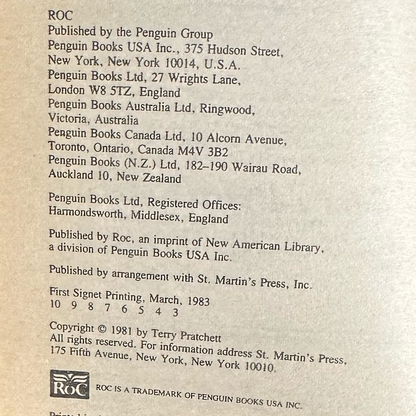 ROC
Published by the Penguin Group
Penguin Books USA Inc., 375 Hudson Street,
New York, New York 10014, U.S.A.
Penguin Books Ltd, 27 Wrights Lane,
London W8 5TZ, England
Penguin Books Australia Ltd, Ringwood,
Victoria, Australia
Penguin Books Canada Ltd, 10 Alcorn Avenue,
Toronto, Ontario, Canada M4V 3B2
Penguin Books (N.Z.) Ltd, 182–190 Wairau Road,
Auckland 10, New Zealand
Penguin Books Ltd, Registered Offices:
Harmondsworth, Middlesex, England
Published by Roc, an imprint of New American Library,
a division of Penguin Books USA Inc.
Published by arrangement with St. Martin's Press, Inc.
First Signet Printing, March, 1983
10 9 8 7 6 5 4 3
Copyright © 1981 by Terry Pratchett
All rights reserved. For information address St. Martin's Press,
175 Fifth Avenue, New York, New York 10010.
ROC ROC IS A TRADEMARK OF PENGUIN BOOKS USA INC.